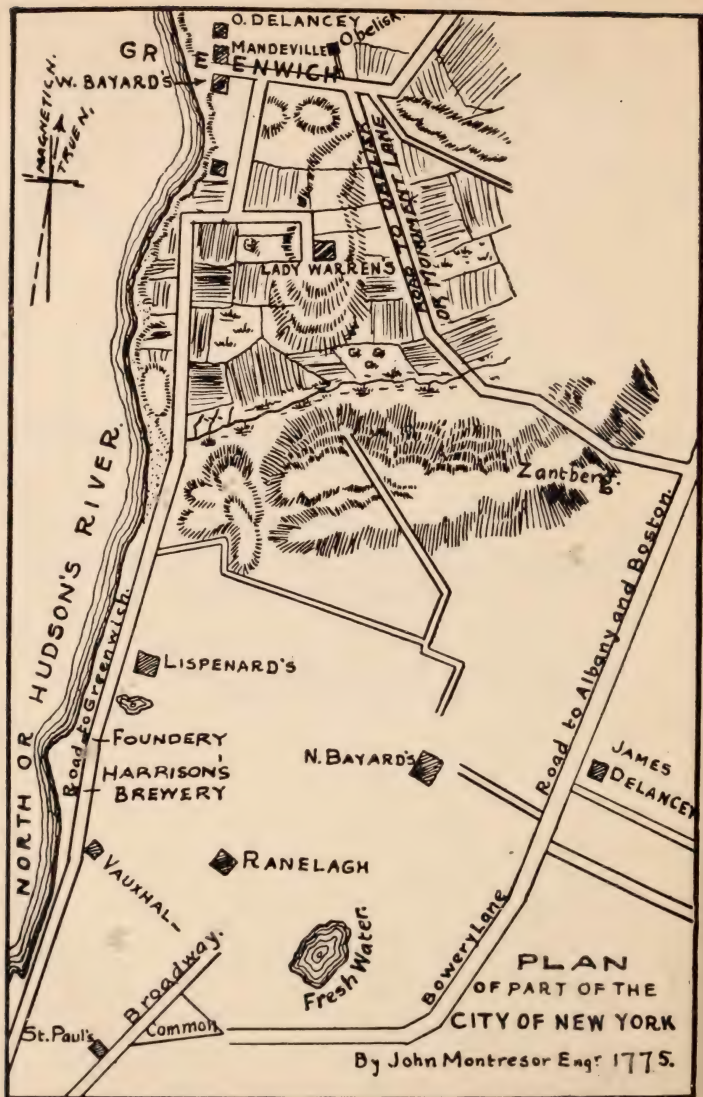 O. DELANCEY
MANDEVILLE
Obelisk.
GREENWICH
W. BAYARD'S
MAGNETIC N.
TRUE N.
ROAD TO OBELISK
OR MONUMENT LANE
LADY WARREN'S
Zantberg.
NORTH OR HUDSON'S RIVER.
Road to Greenwich.
Road to Albany and Boston.
LISPENARD'S
FOUNDERY
HARRISON'S
BREWERY
N. BAYARD'S
JAMES
DELANCEY
VAUXHAL
RANELAGH
Broadway.
Fresh Water.
Bowery Lane
St. Paul's
Common
PLAN
OF PART OF THE
CITY OF NEW YORK
By John Montresor Engr 1775.